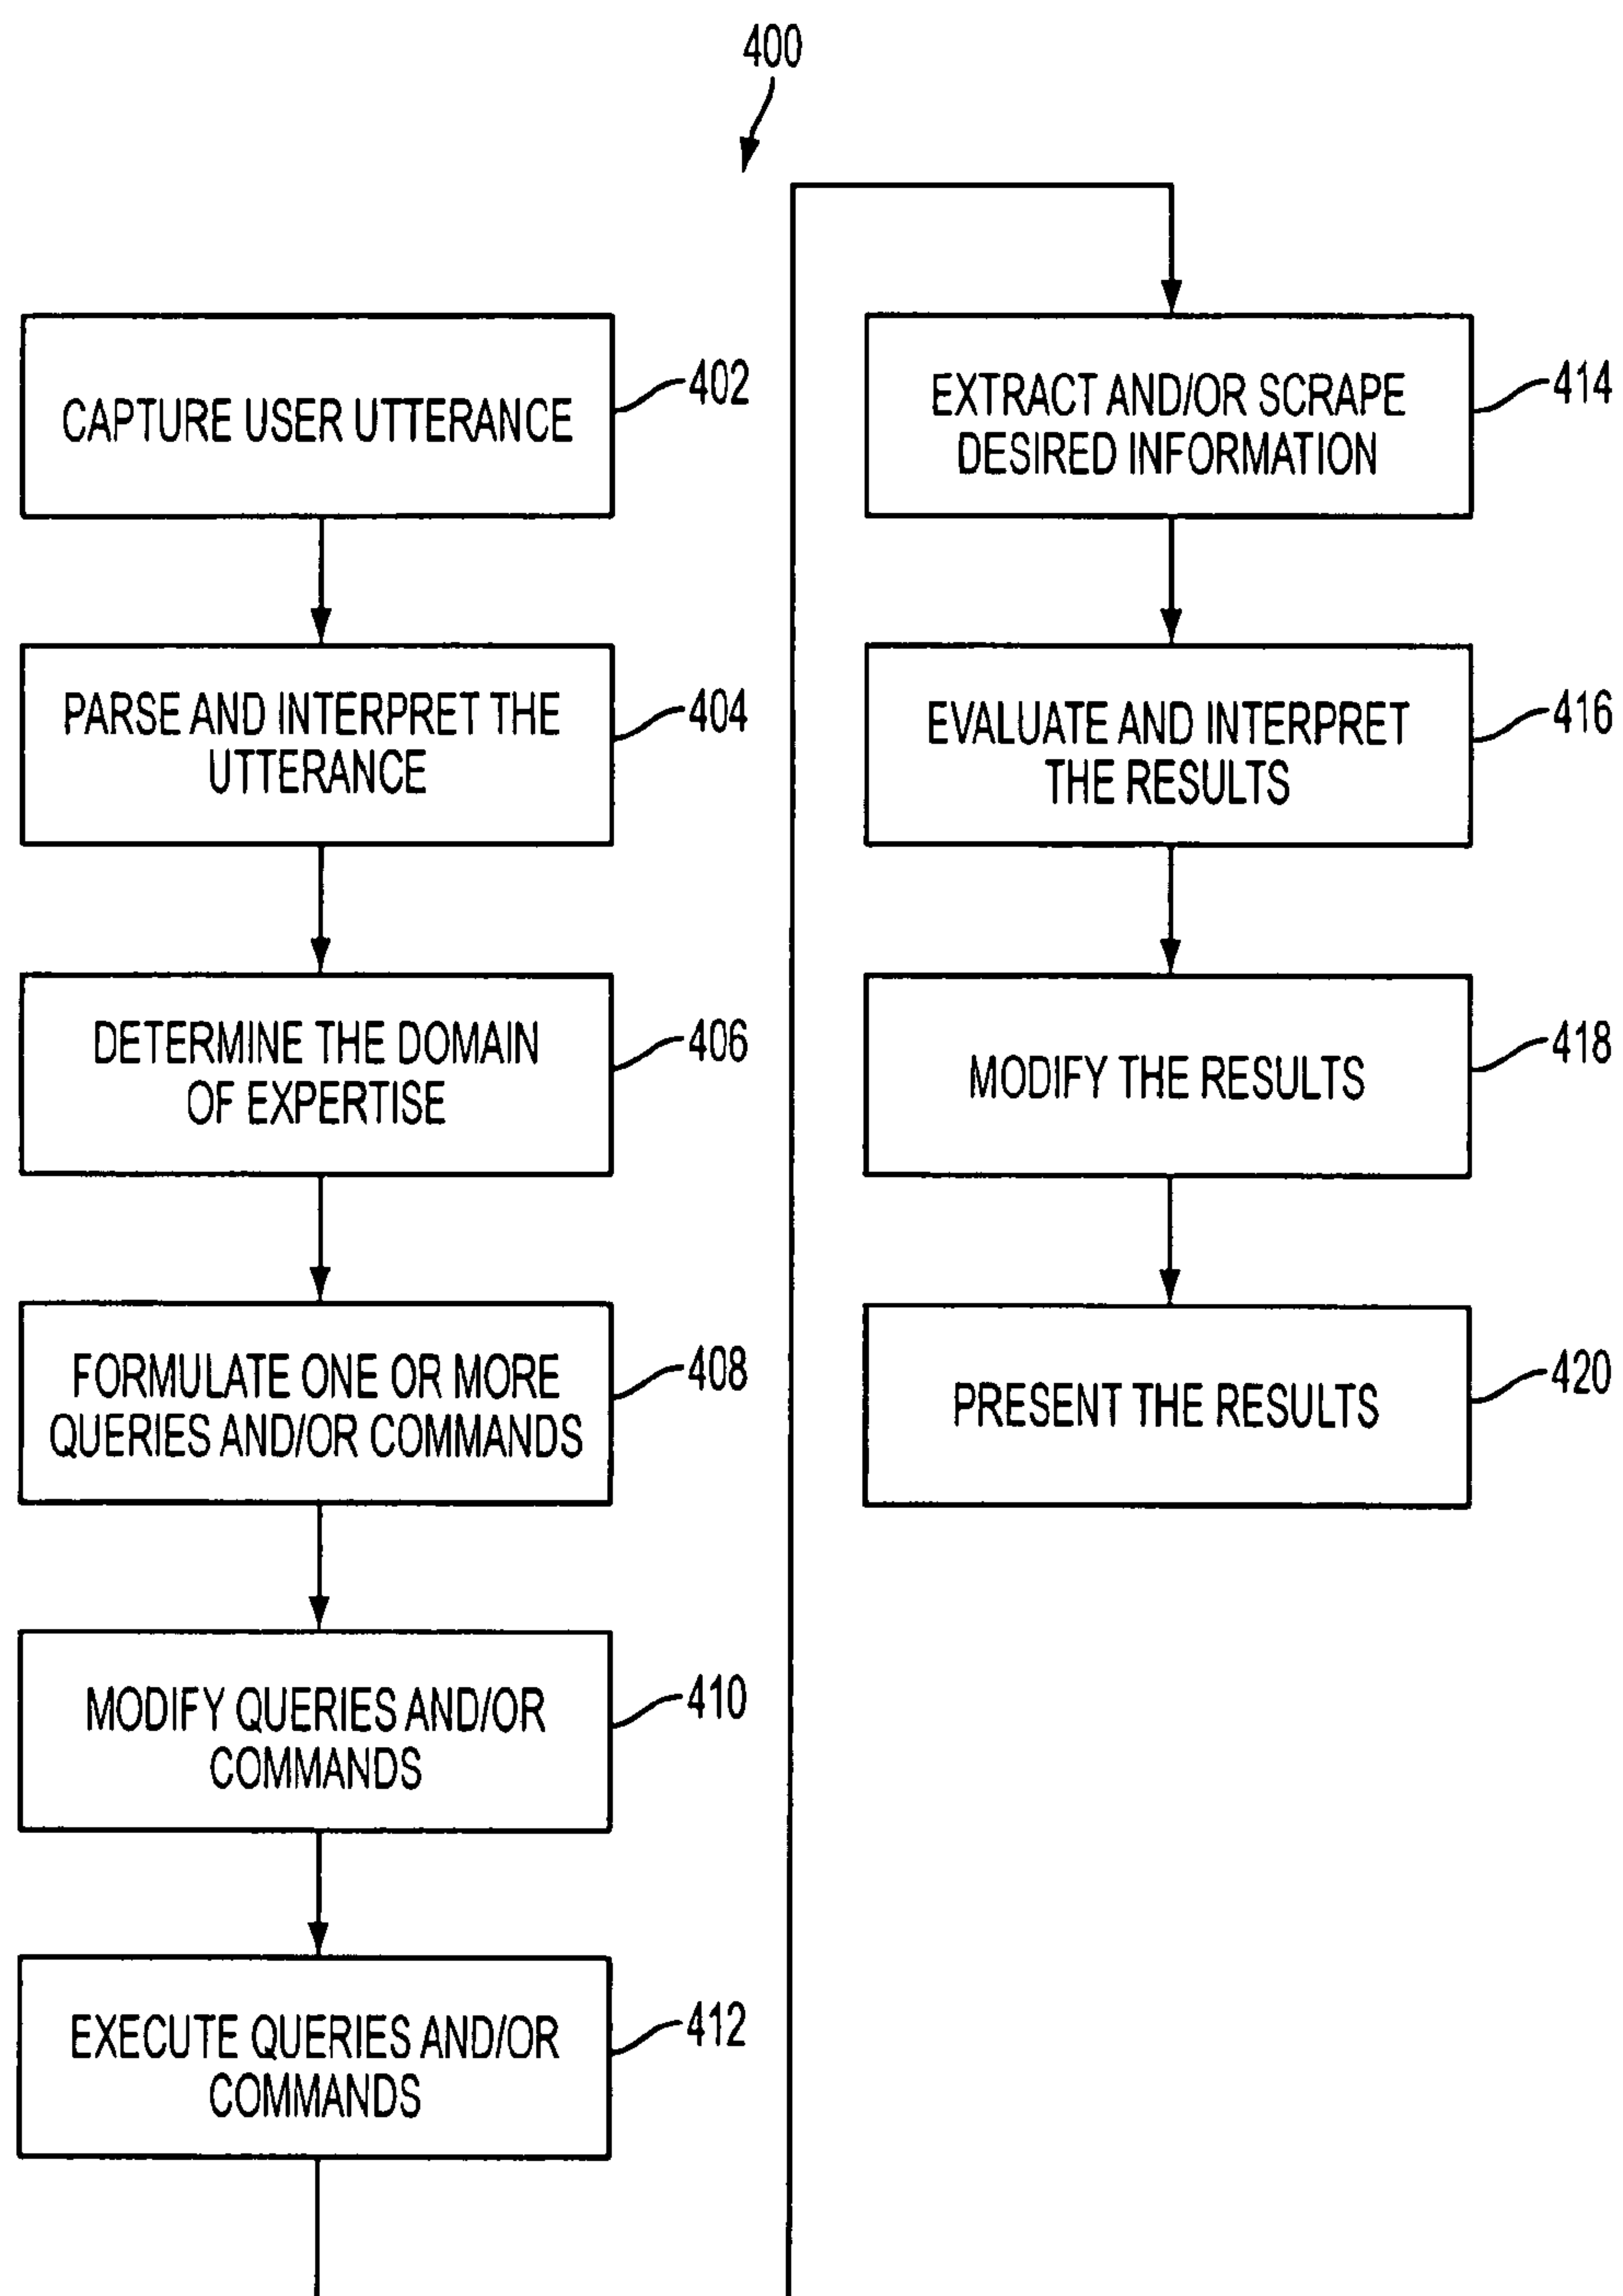 400
CAPTURE USER UTTERANCE
402
PARSE AND INTERPRET THE
UTTERANCE
404
DETERMINE THE DOMAIN
OF EXPERTISE
406
FORMULATE ONE OR MORE
QUERIES AND/OR COMMANDS
408
MODIFY QUERIES AND/OR
COMMANDS
410
EXECUTE QUERIES AND/OR
COMMANDS
412
EXTRACT AND/OR SCRAPE
DESIRED INFORMATION
414
EVALUATE AND INTERPRET
THE RESULTS
416
MODIFY THE RESULTS
418
PRESENT THE RESULTS
420